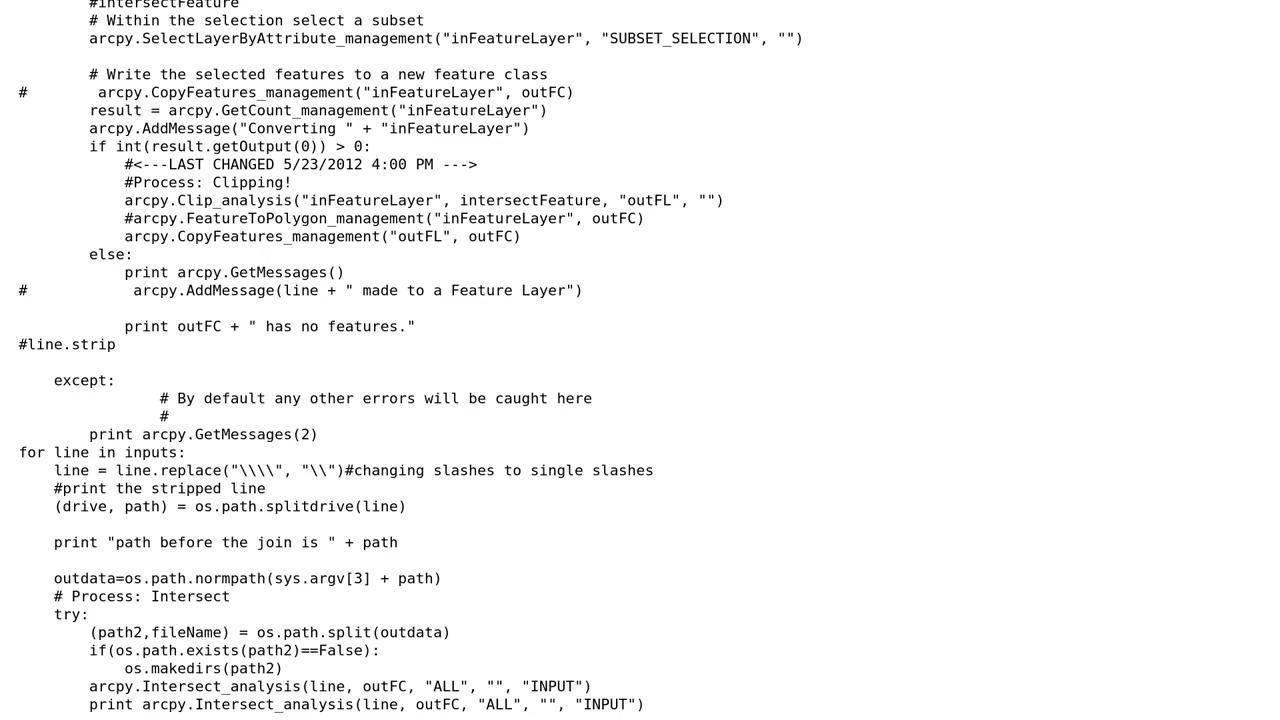 #intersectFeature
# Within the selection select a subset
arcpy.SelectLayerByAttribute_management("inFeatureLayer", "SUBSET_SELECTION", "")
# Write the selected features to a new feature class
#        arcpy.CopyFeatures_management("inFeatureLayer", outFC)
result = arcpy.GetCount_management("inFeatureLayer")
arcpy.AddMessage("Converting " + "inFeatureLayer")
if int(result.getOutput(0)) > 0:
#<---LAST CHANGED 5/23/2012 4:00 PM --->
#Process: Clipping!
arcpy.Clip_analysis("inFeatureLayer", intersectFeature, "outFL", "")
#arcpy.FeatureToPolygon_management("inFeatureLayer", outFC)
arcpy.CopyFeatures_management("outFL", outFC)
else:
print arcpy.GetMessages()
#            arcpy.AddMessage(line + " made to a Feature Layer")
print outFC + " has no features."
#line.strip
except:
# By default any other errors will be caught here
#
print arcpy.GetMessages(2)
for line in inputs:
line = line.replace("\\\\", "\\")#changing slashes to single slashes
#print the stripped line
(drive, path) = os.path.splitdrive(line)
print "path before the join is " + path
outdata=os.path.normpath(sys.argv[3] + path)
# Process: Intersect
try:
(path2,fileName) = os.path.split(outdata)
if(os.path.exists(path2)==False):
os.makedirs(path2)
arcpy.Intersect_analysis(line, outFC, "ALL", "", "INPUT")
print arcpy.Intersect_analysis(line, outFC, "ALL", "", "INPUT")